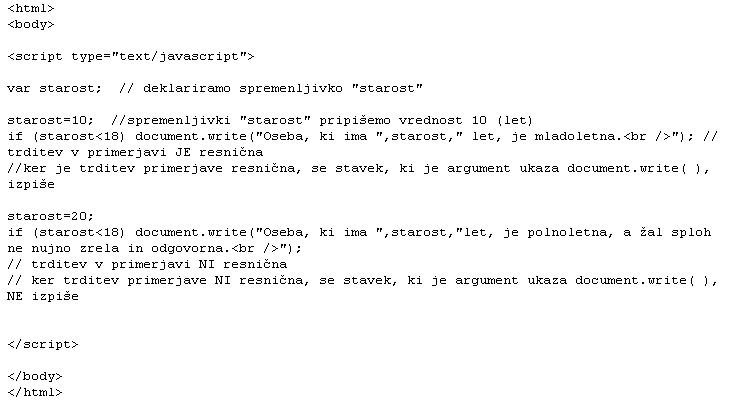 <html>
<body>
<script type="text/javascript">
var starost;  // deklariramo spremenljivko "starost"
starost=10;  //spremenljivki "starost" pripišemo vrednost 10 (let)
if (starost<18) document.write("Oseba, ki ima ",starost," let, je mladoletna.<br />"); //
trditev v primerjavi JE resnična
//ker je trditev primerjave resnična, se stavek, ki je argument ukaza document.write( ),
izpiše
starost=20;
if (starost<18) document.write("Oseba, ki ima ",starost,"let, je polnoletna, a žal sploh
ne nujno zrela in odgovorna.<br />");
// trditev v primerjavi NI resnična
// ker trditev primerjave NI resnična, se stavek, ki je argument ukaza document.write( ),
NE izpiše
</script>
</body>
</html>